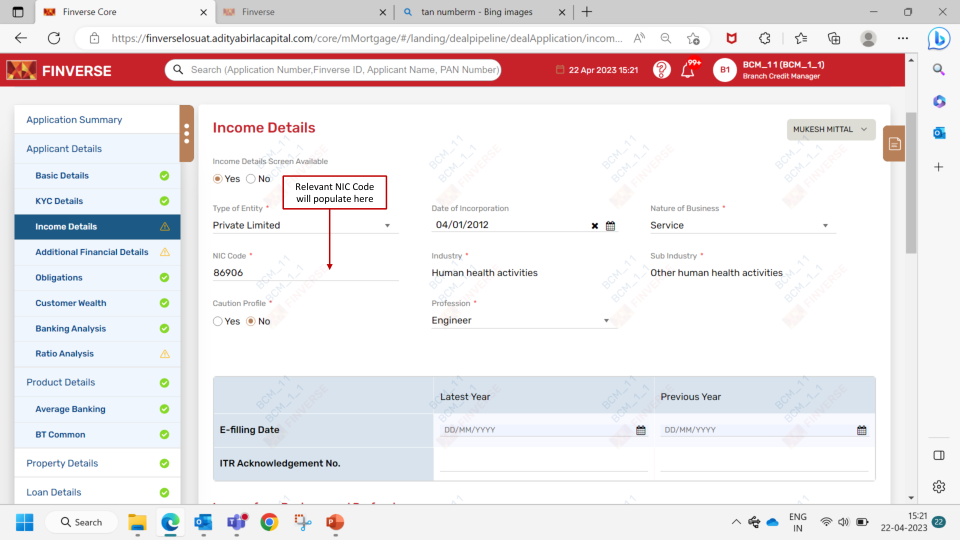 Finverse Core
Finverse
tan numberm - Bing images
https://finverselosuat.adityabirlacapital.com/core/mMortgage/#/landing/dealpipeline/dealApplication/incom...
FINVERSE
Search (Application Number,Finverse ID, Applicant Name, PAN Number)
22 Apr 2023 15:21
99+
B1
BCM_1 1 (BCM_1_1)
Branch Credit Manager
Application Summary
Applicant Details
Basic Details
KYC Details
Income Details
Additional Financial Details
Obligations
Customer Wealth
Banking Analysis
Ratio Analysis
Product Details
Average Banking
BT Common
Property Details
Loan Details
Income Details
MUKESH MITTAL
Income Details Screen Available
Yes No
Relevant NIC Code
will populate here
Type of Entity *
Private Limited
Date of Incorporation
04/01/2012
Nature of Business *
Service
NIC Code *
86906
Industry *
Human health activities
Sub Industry *
Other human health activities
Caution Profile *
Yes No
Profession *
Engineer
Latest Year
Previous Year
E-filling Date
DD/MM/YYYY
DD/MM/YYYY
ITR Acknowledgement No.
BCM_11
BCM_1_1
FINVERSE
Search
ENG
IN
15:21
22-04-2023
22